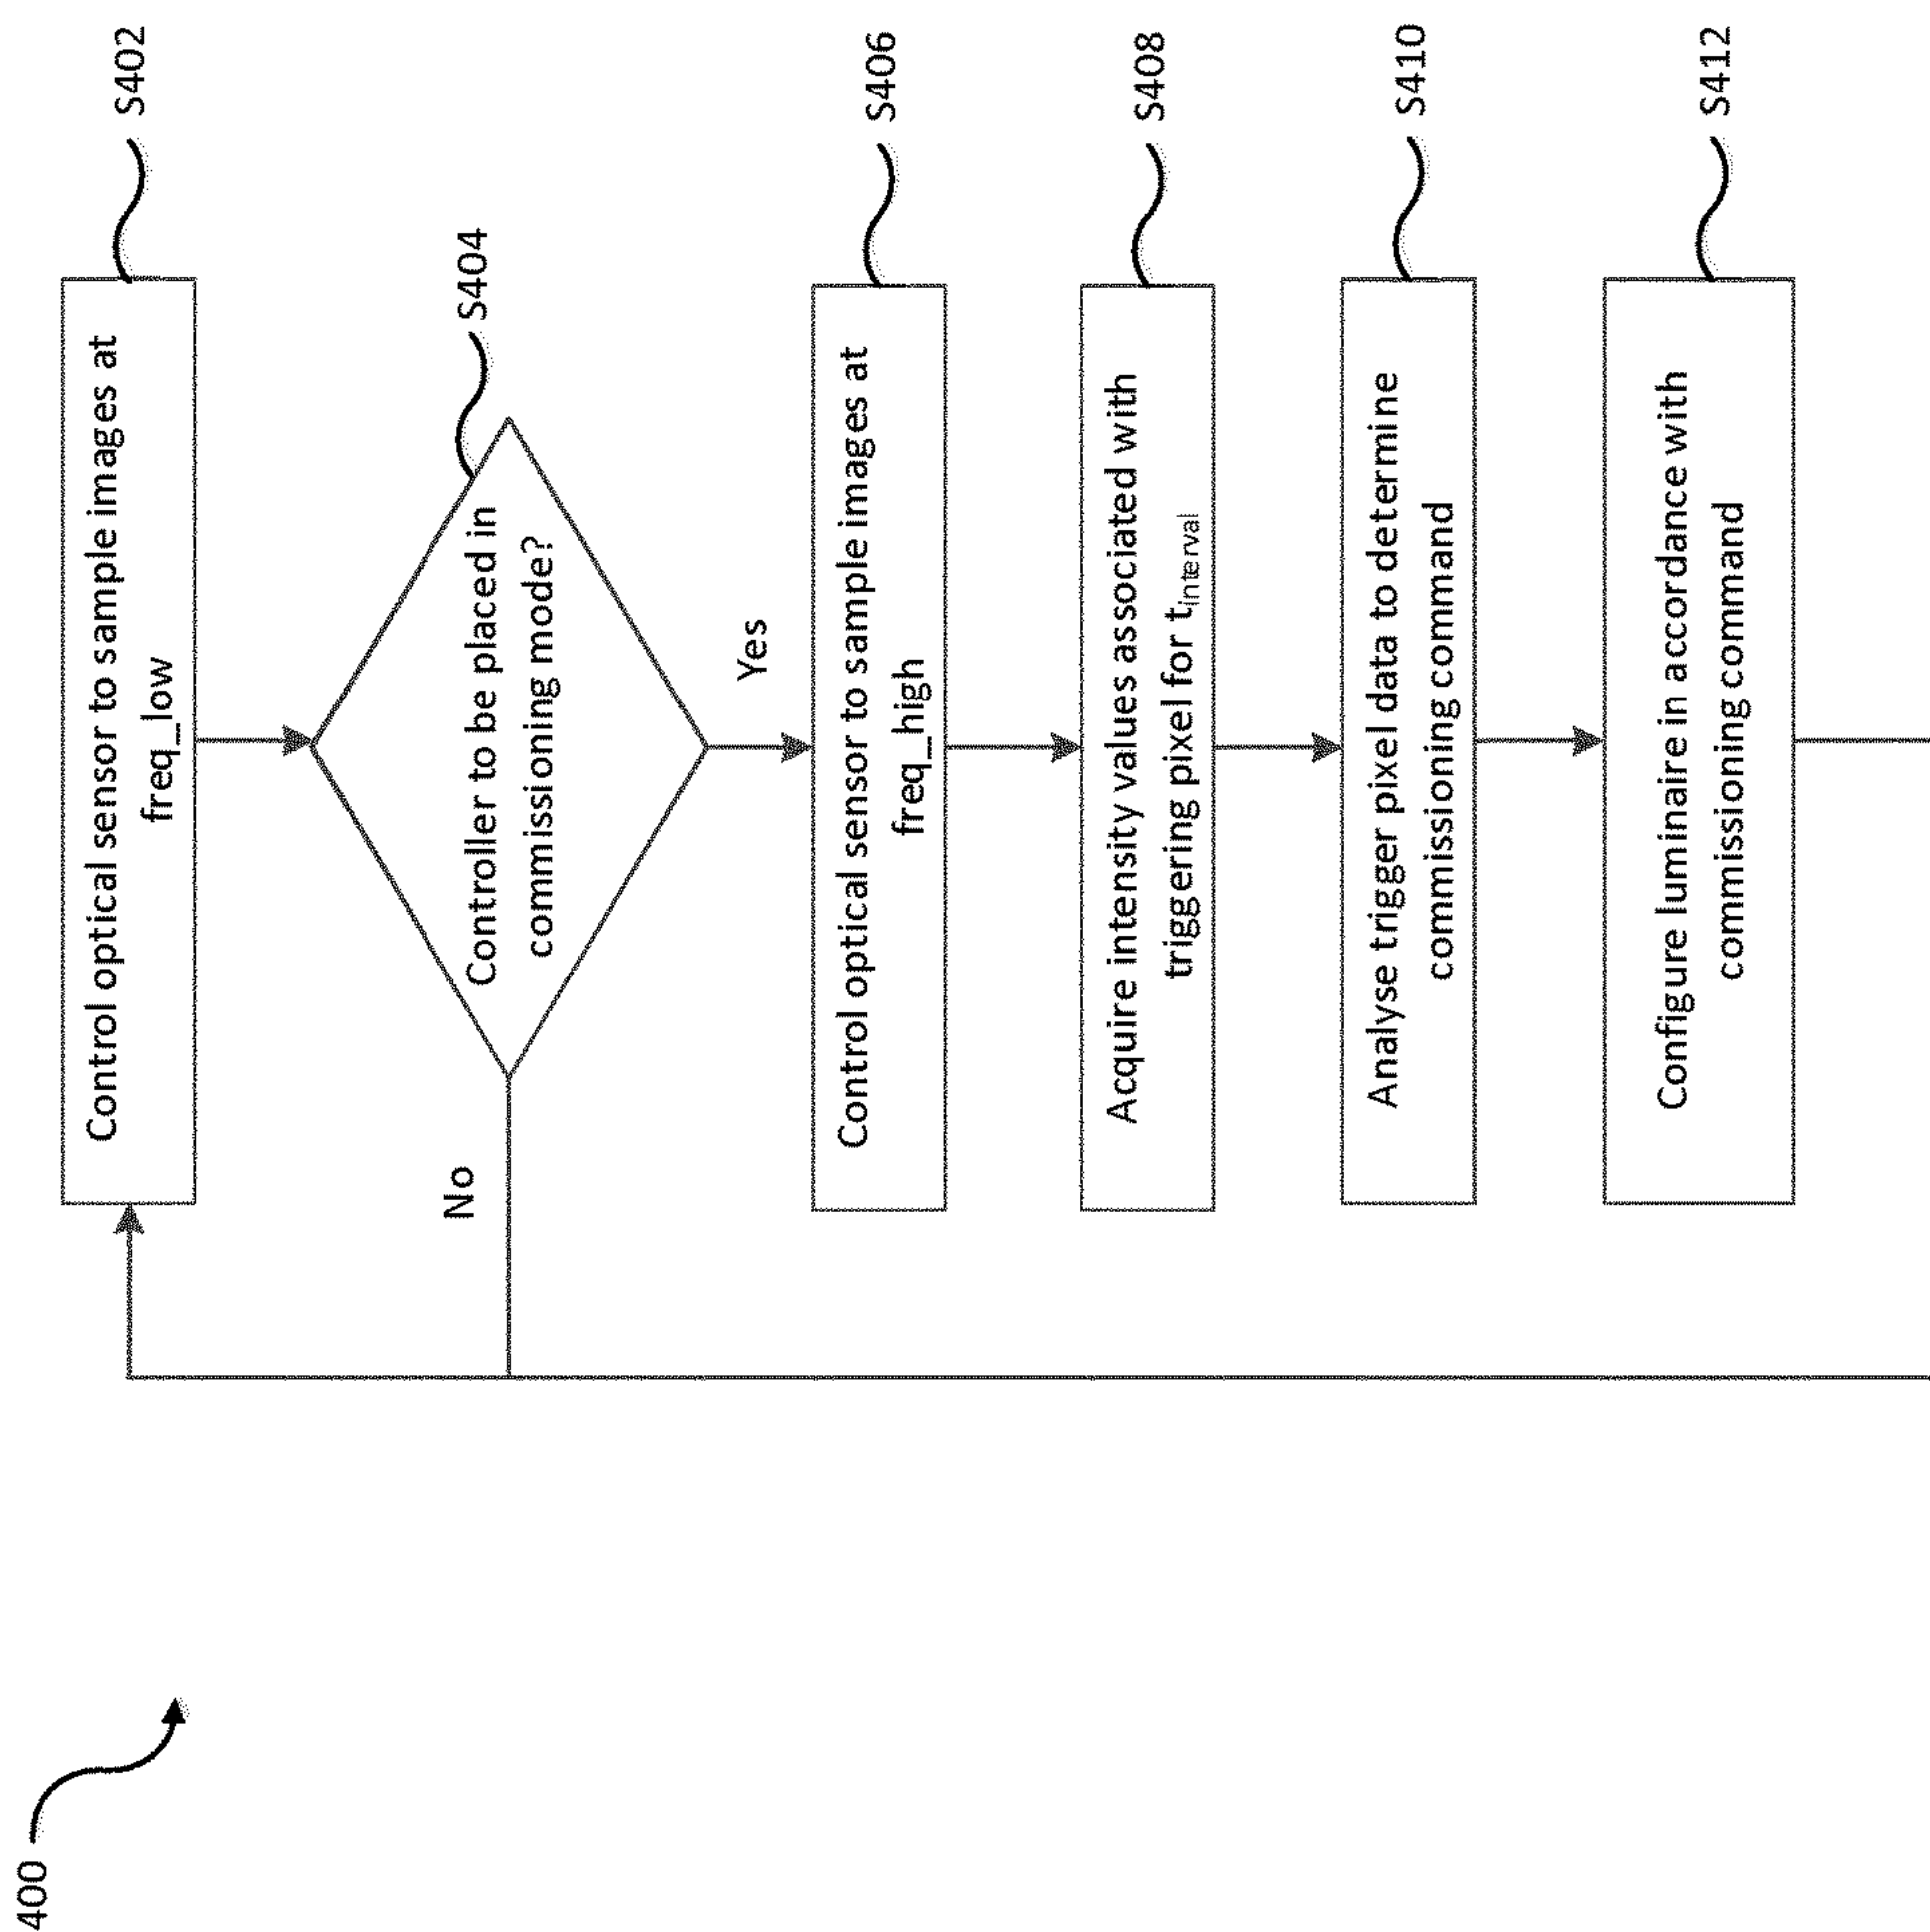 400
Control optical sensor to sample images at
freq_low
S402
Controller to be placed in
commissioning mode?
S404
No
Yes
Control optical sensor to sample images at
freq_high
S406
Acquire intensity values associated with
triggering pixel for tinterval
S408
Analyse trigger pixel data to determine
commissioning command
S410
Configure luminaire in accordance with
commissioning command
S412